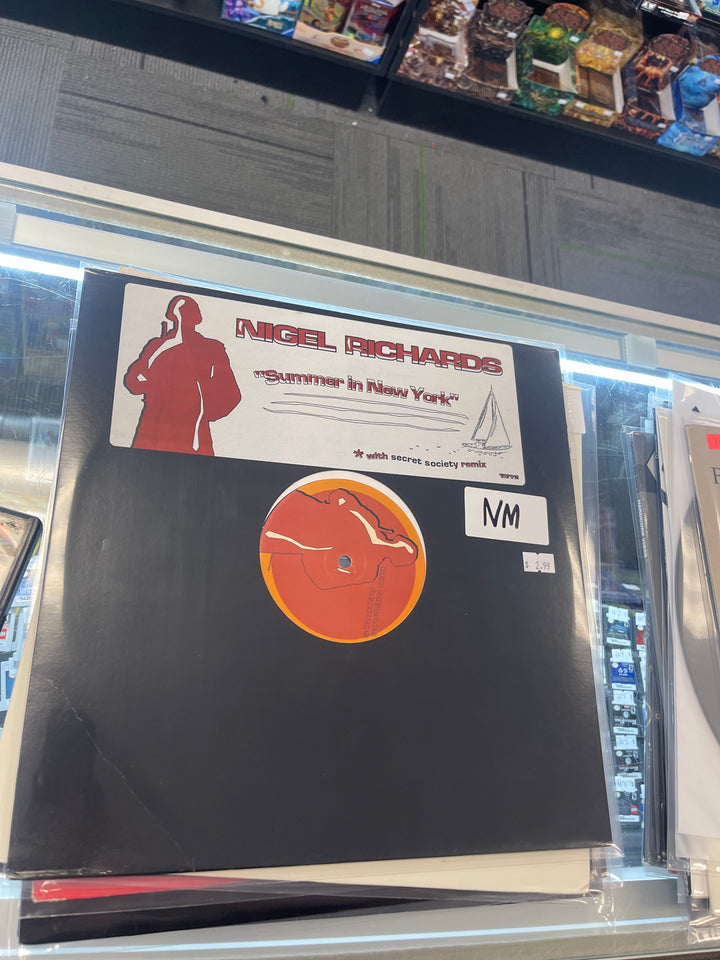 NIGEL RICHARDS
"Summer in New York"
* with secret society remix
NM
$ 2.99